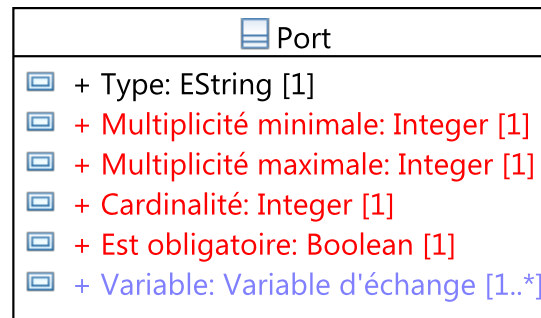 Port
+ Type: EString [1]
+ Multiplicité minimale: Integer [1]
+ Multiplicité maximale: Integer [1]
+ Cardinalité: Integer [1]
+ Est obligatoire: Boolean [1]
+ Variable: Variable d'échange [1..*]